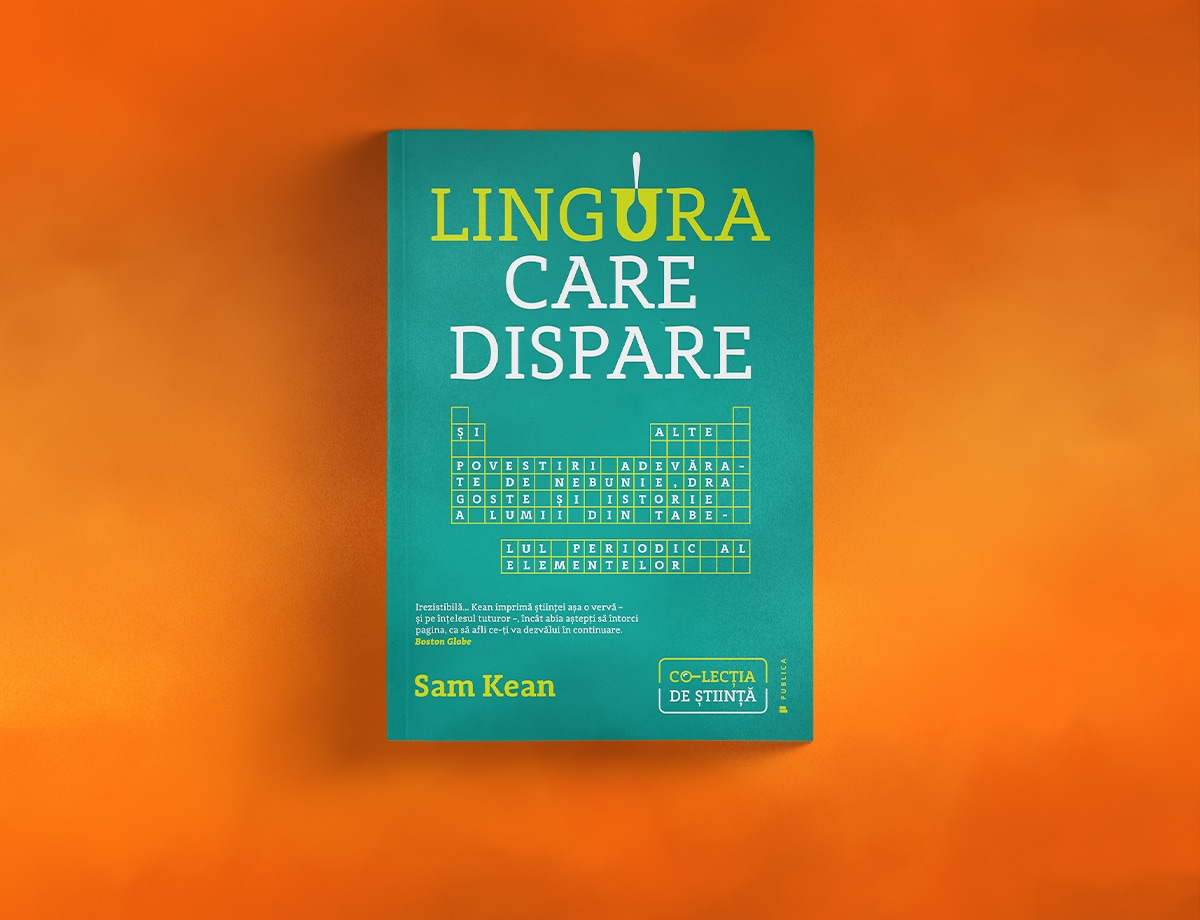 LINGURA
CARE
DISPARE
ȘI ALTE
POVESTIRI ADEVĂRA-
TE DE NEBUNIE, DRA
GOSTE ȘI ISTORIE
A LUMII DIN TABE-
LUL PERIODIC AL
ELEMENTELOR
Irezistibilă... Kean imprimă științei așa o vervă –
și pe înțelesul tuturor –, încât abia aștepți să întorci
pagina, ca să afli ce-ți va dezvălui în continuare.
Boston Globe
Sam Kean
CO–LECȚIA
DE ȘTIINȚĂ
PUBLICA